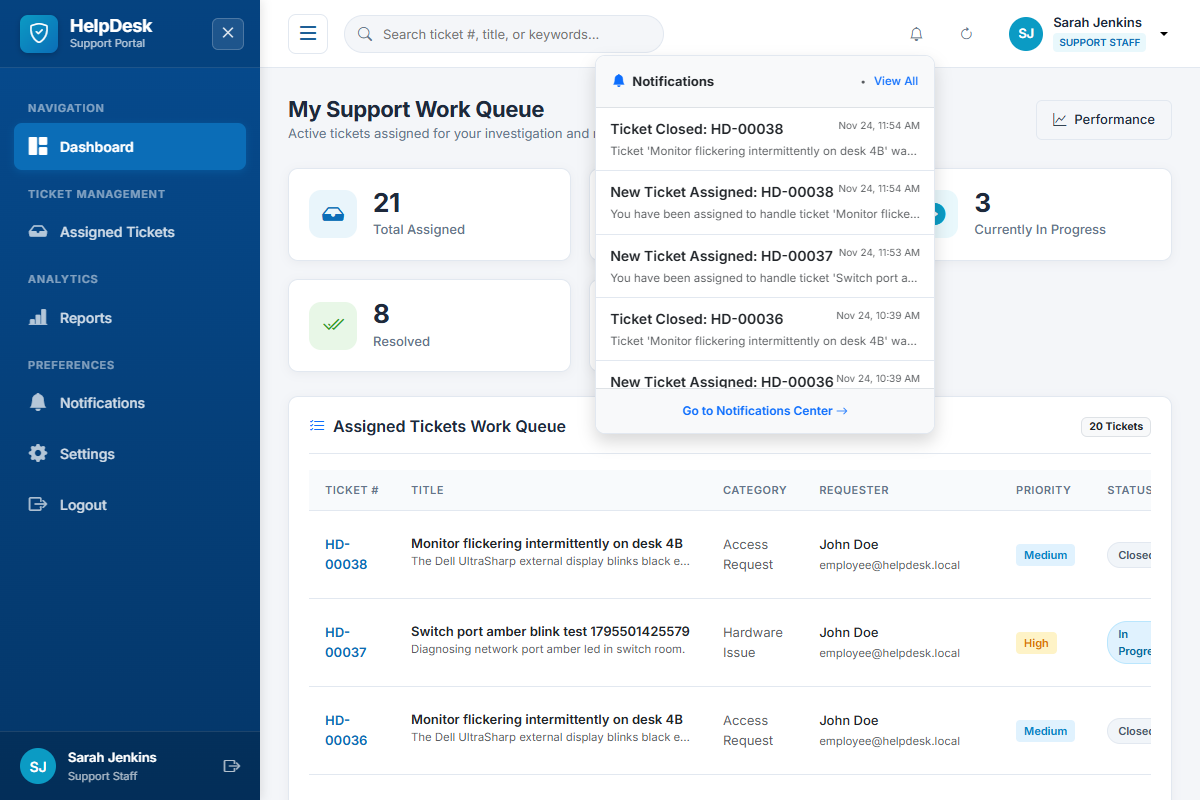 HelpDesk
Support Portal
NAVIGATION
Dashboard
TICKET MANAGEMENT
Assigned Tickets
ANALYTICS
Reports
PREFERENCES
Notifications
Settings
Logout
SJ
Sarah Jenkins
Support Staff
Search ticket #, title, or keywords...
SJ
Sarah Jenkins
SUPPORT STAFF
My Support Work Queue
Active tickets assigned for your investigation and
Performance
21
Total Assigned
3
Currently In Progress
8
Resolved
Notifications
• View All
Ticket Closed: HD-00038
Nov 24, 11:54 AM
Ticket 'Monitor flickering intermittently on desk 4B' wa...
New Ticket Assigned: HD-00038
Nov 24, 11:54 AM
You have been assigned to handle ticket 'Monitor flicke...
New Ticket Assigned: HD-00037
Nov 24, 11:53 AM
You have been assigned to handle ticket 'Switch port a...
Ticket Closed: HD-00036
Nov 24, 10:39 AM
Ticket 'Monitor flickering intermittently on desk 4B' wa...
New Ticket Assigned: HD-00036
Nov 24, 10:39 AM
Go to Notifications Center →
Assigned Tickets Work Queue
20 Tickets
TICKET # TITLE CATEGORY REQUESTER PRIORITY STATUS
HD-
00038
Monitor flickering intermittently on desk 4B
The Dell UltraSharp external display blinks black e...
Access
Request
John Doe
employee@helpdesk.local
Medium
Closed
HD-
00037
Switch port amber blink test 1795501425579
Diagnosing network port amber led in switch room.
Hardware
Issue
John Doe
employee@helpdesk.local
High
In
Progre
HD-
00036
Monitor flickering intermittently on desk 4B
The Dell UltraSharp external display blinks black e...
Access
Request
John Doe
employee@helpdesk.local
Medium
Closed